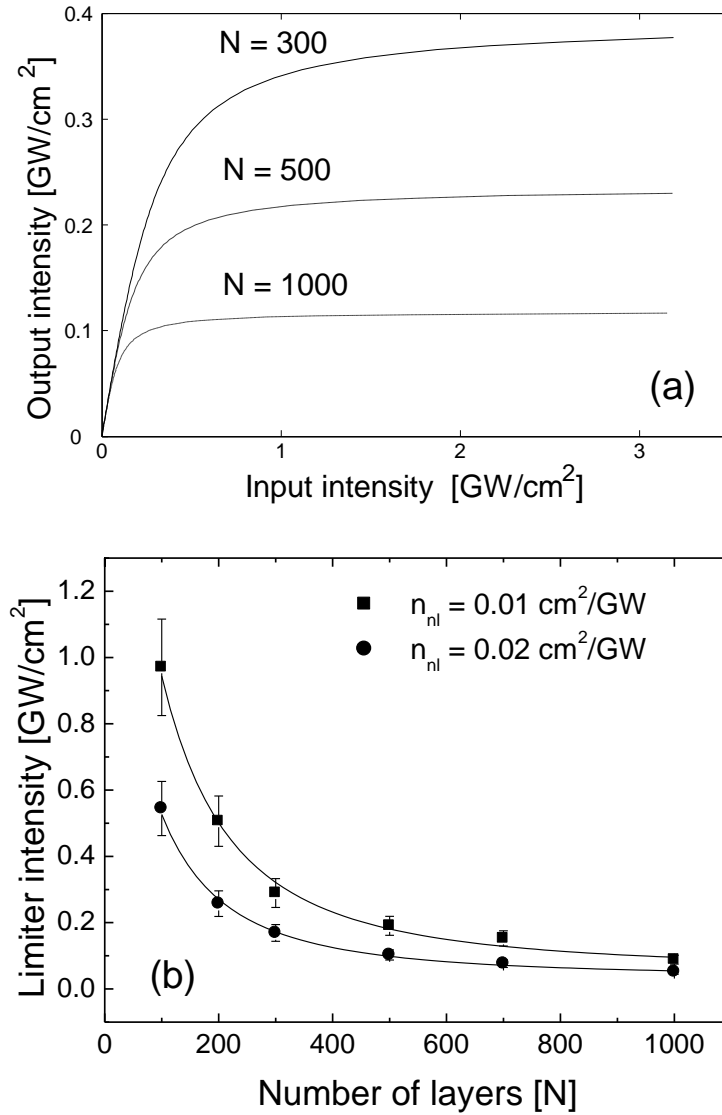 0.4
N = 300
0.3
N = 500
0.2
N = 1000
0.1
(a)
0
0 1 2 3
Output intensity [GW/cm²]
Input intensity [GW/cm²]
1.2
n_nl = 0.01 cm²/GW
n_nl = 0.02 cm²/GW
1.0
0.8
0.6
0.4
0.2
0.0
(b)
0 200 400 600 800 1000
Limiter intensity [GW/cm²]
Number of layers [N]